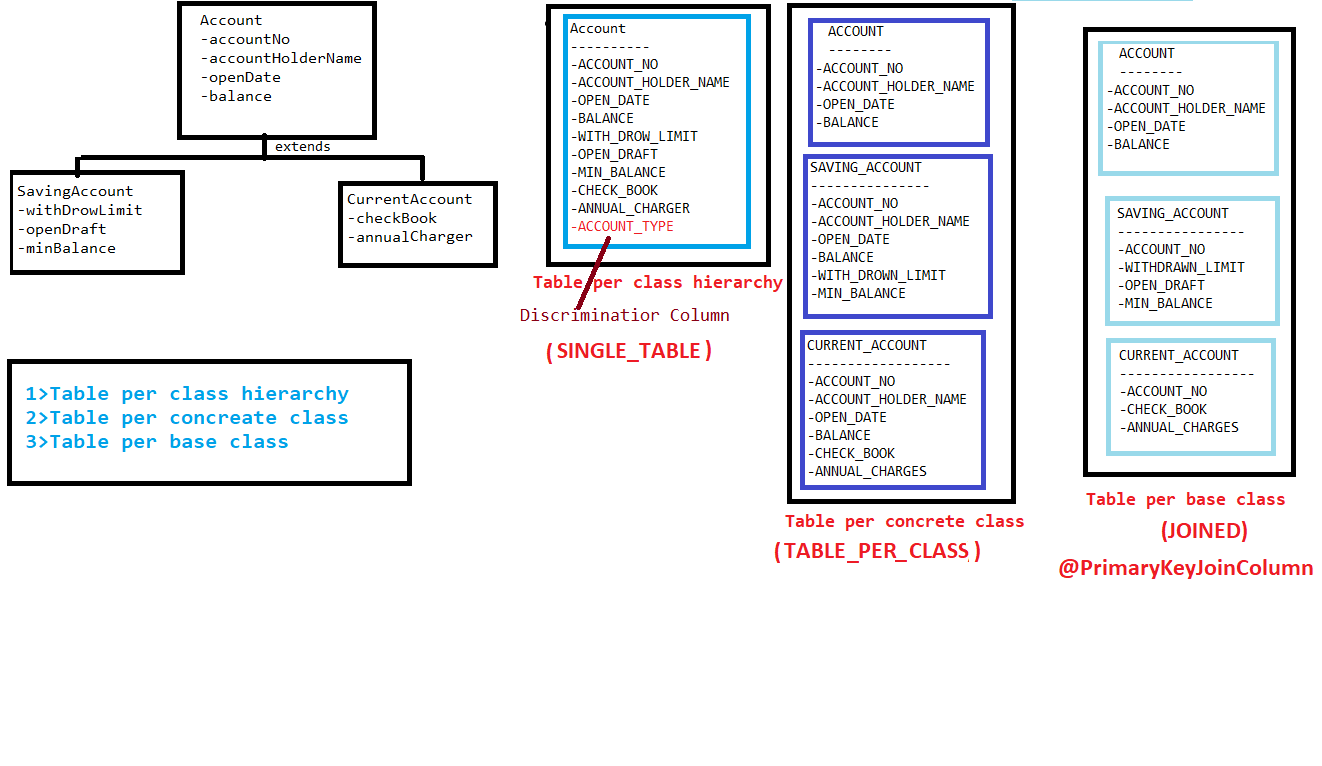 Account
-accountNo
-accountHolderName
-openDate
-balance
extends
SavingAccount
-withDrowLimit
-openDraft
-minBalance
CurrentAccount
-checkBook
-annualCharger
1>Table per class hierarchy
2>Table per concreate class
3>Table per base class
Account
----------
-ACCOUNT_NO
-ACCOUNT_HOLDER_NAME
-OPEN_DATE
-BALANCE
-WITH_DROW_LIMIT
-OPEN_DRAFT
-MIN_BALANCE
-CHECK_BOOK
-ANNUAL_CHARGER
-ACCOUNT_TYPE
Table per class hierarchy
Discriminatior Column
(SINGLE_TABLE)
ACCOUNT
--------
-ACCOUNT_NO
-ACCOUNT_HOLDER_NAME
-OPEN_DATE
-BALANCE
SAVING_ACCOUNT
---------------
-ACCOUNT_NO
-ACCOUNT_HOLDER_NAME
-OPEN_DATE
-BALANCE
-WITH_DROWN_LIMIT
-MIN_BALANCE
CURRENT_ACCOUNT
------------------
-ACCOUNT_NO
-ACCOUNT_HOLDER_NAME
-OPEN_DATE
-BALANCE
-CHECK_BOOK
-ANNUAL_CHARGES
Table per concrete class
(TABLE_PER_CLASS)
ACCOUNT
--------
-ACCOUNT_NO
-ACCOUNT_HOLDER_NAME
-OPEN_DATE
-BALANCE
SAVING_ACCOUNT
----------------
-ACCOUNT_NO
-WITHDRAWN_LIMIT
-OPEN_DRAFT
-MIN_BALANCE
CURRENT_ACCOUNT
-----------------
-ACCOUNT_NO
-CHECK_BOOK
-ANNUAL_CHARGES
Table per base class
(JOINED)
@PrimaryKeyJoinColumn